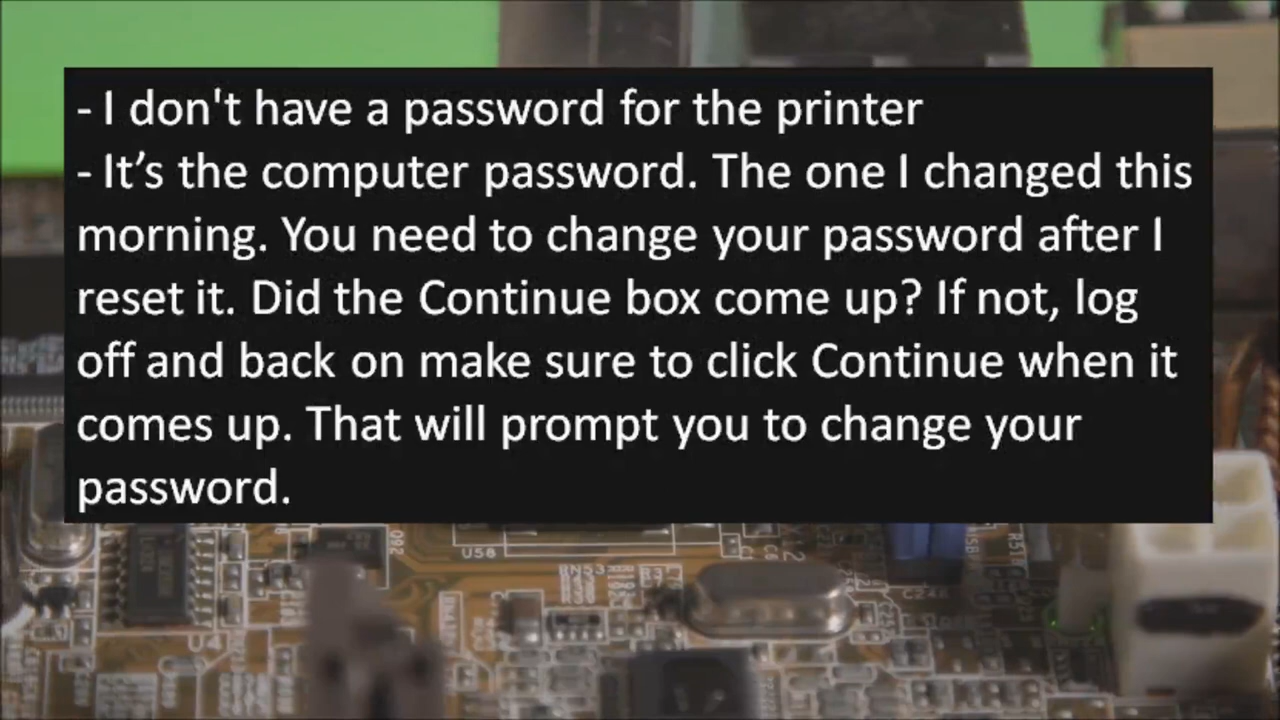 - I don't have a password for the printer
- It’s the computer password. The one I changed this
morning. You need to change your password after I
reset it. Did the Continue box come up? If not, log
off and back on make sure to click Continue when it
comes up. That will prompt you to change your
password.
U58